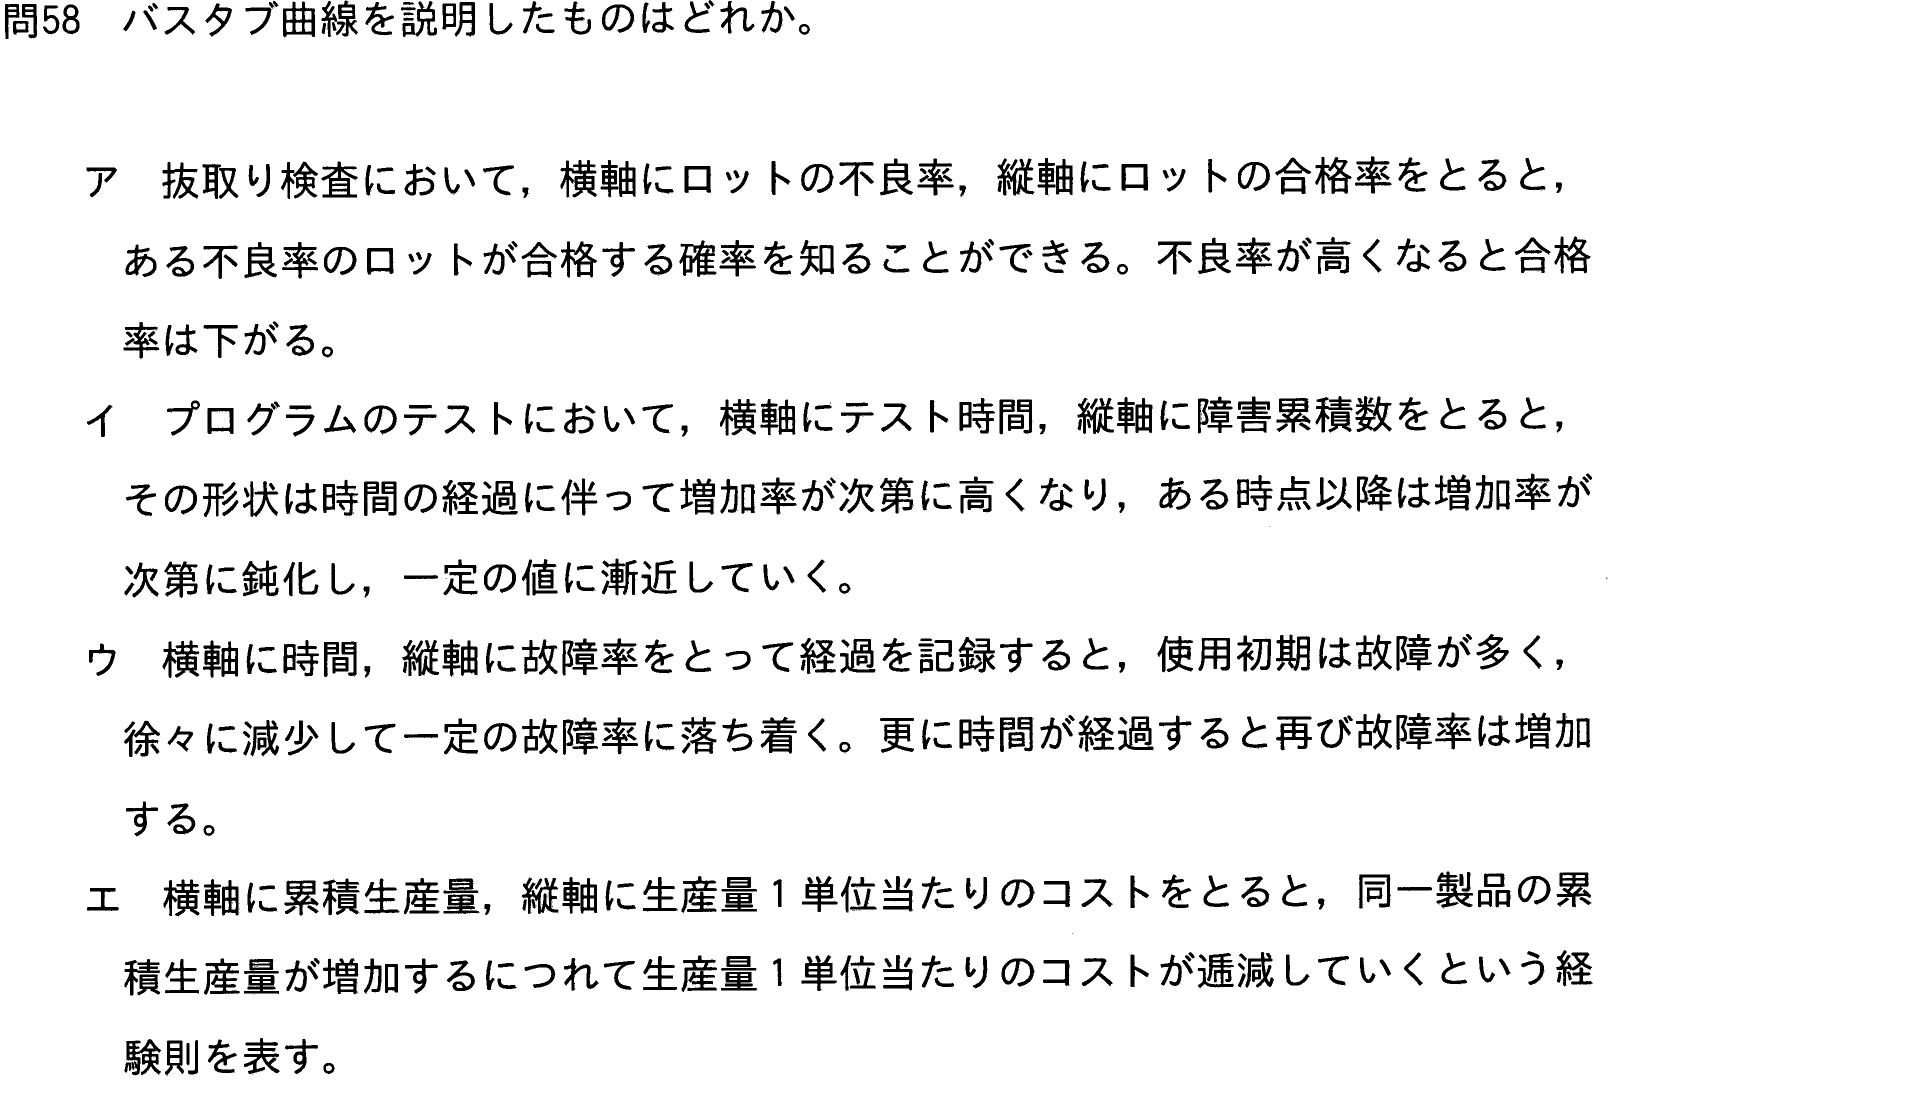 問58　バスタブ曲線を説明したものはどれか。
ア　抜取り検査において，横軸にロットの不良率，縦軸にロットの合格率をとると，
ある不良率のロットが合格する確率を知ることができる。不良率が高くなると合格
率は下がる。
イ　プログラムのテストにおいて，横軸にテスト時間，縦軸に障害累積数をとると，
その形状は時間の経過に伴って増加率が次第に高くなり，ある時点以降は増加率が
次第に鈍化し，一定の値に漸近していく。
ウ　横軸に時間，縦軸に故障率をとって経過を記録すると，使用初期は故障が多く，
徐々に減少して一定の故障率に落ち着く。更に時間が経過すると再び故障率は増加
する。
エ　横軸に累積生産量，縦軸に生産量１単位当たりのコストをとると，同一製品の累
積生産量が増加するにつれて生産量１単位当たりのコストが逓減していくという経
験則を表す。